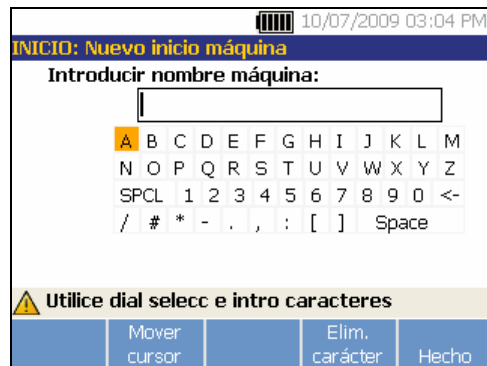 10/07/2009 03:04 PM
INICIO: Nuevo inicio máquina
Introducir nombre máquina:
A B C D E F G H I J K L M
N O P Q R S T U V W X Y Z
SPCL 1 2 3 4 5 6 7 8 9 0 <-
/ # * - . , : [ ] Space
Utilice dial selecc e intro caracteres
Mover cursor
Elim. carácter
Hecho